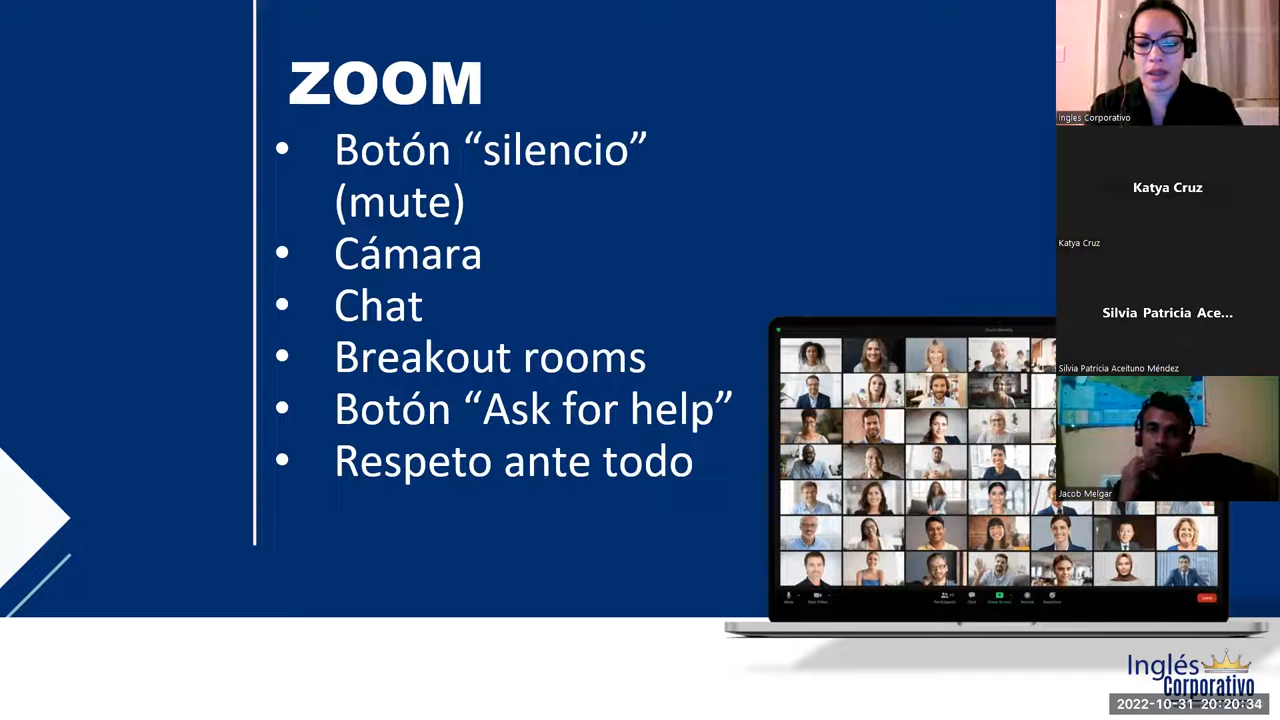 ZOOM
• Botón “silencio”
(mute)
• Cámara
• Chat
• Breakout rooms
• Botón “Ask for help”
• Respeto ante todo
Ingles Corporativo
Katya Cruz
Katya Cruz
Silvia Patricia Ace...
Silvia Patricia Aceituno Méndez
Jacob Melgar
Inglés
Corporativo
2022-10-31 20:20:34